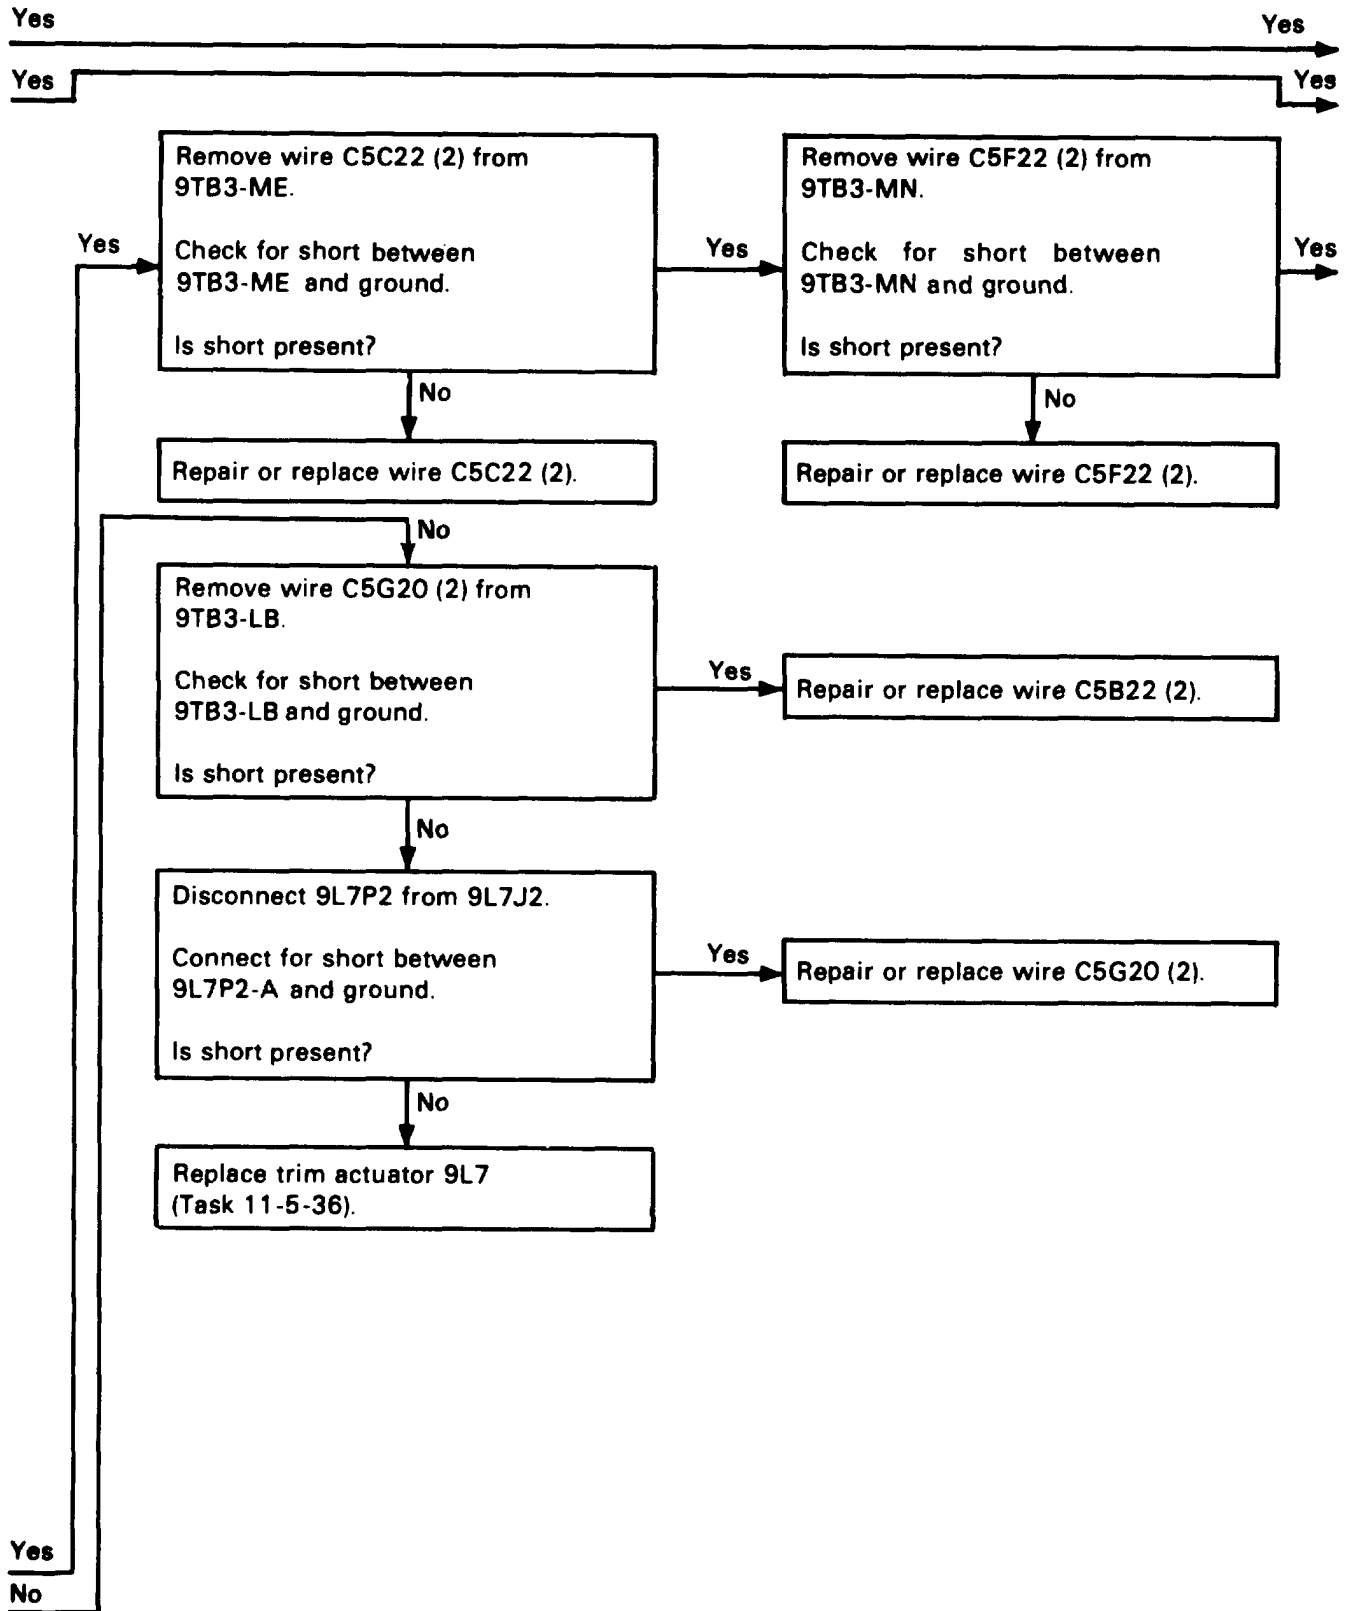 Yes
Yes
Yes
Yes
Remove wire C5C22 (2) from
9TB3-ME.
Check for short between
9TB3-ME and ground.
Is short present?
Yes
Yes
Remove wire C5F22 (2) from
9TB3-MN.
Check for short between
9TB3-MN and ground.
Is short present?
Yes
No
No
Repair or replace wire C5C22 (2).
Repair or replace wire C5F22 (2).
No
Remove wire C5G20 (2) from
9TB3-LB.
Check for short between
9TB3-LB and ground.
Is short present?
Yes
Repair or replace wire C5B22 (2).
No
Disconnect 9L7P2 from 9L7J2.
Connect for short between
9L7P2-A and ground.
Is short present?
Yes
Repair or replace wire C5G20 (2).
No
Replace trim actuator 9L7
(Task 11-5-36).
Yes
No